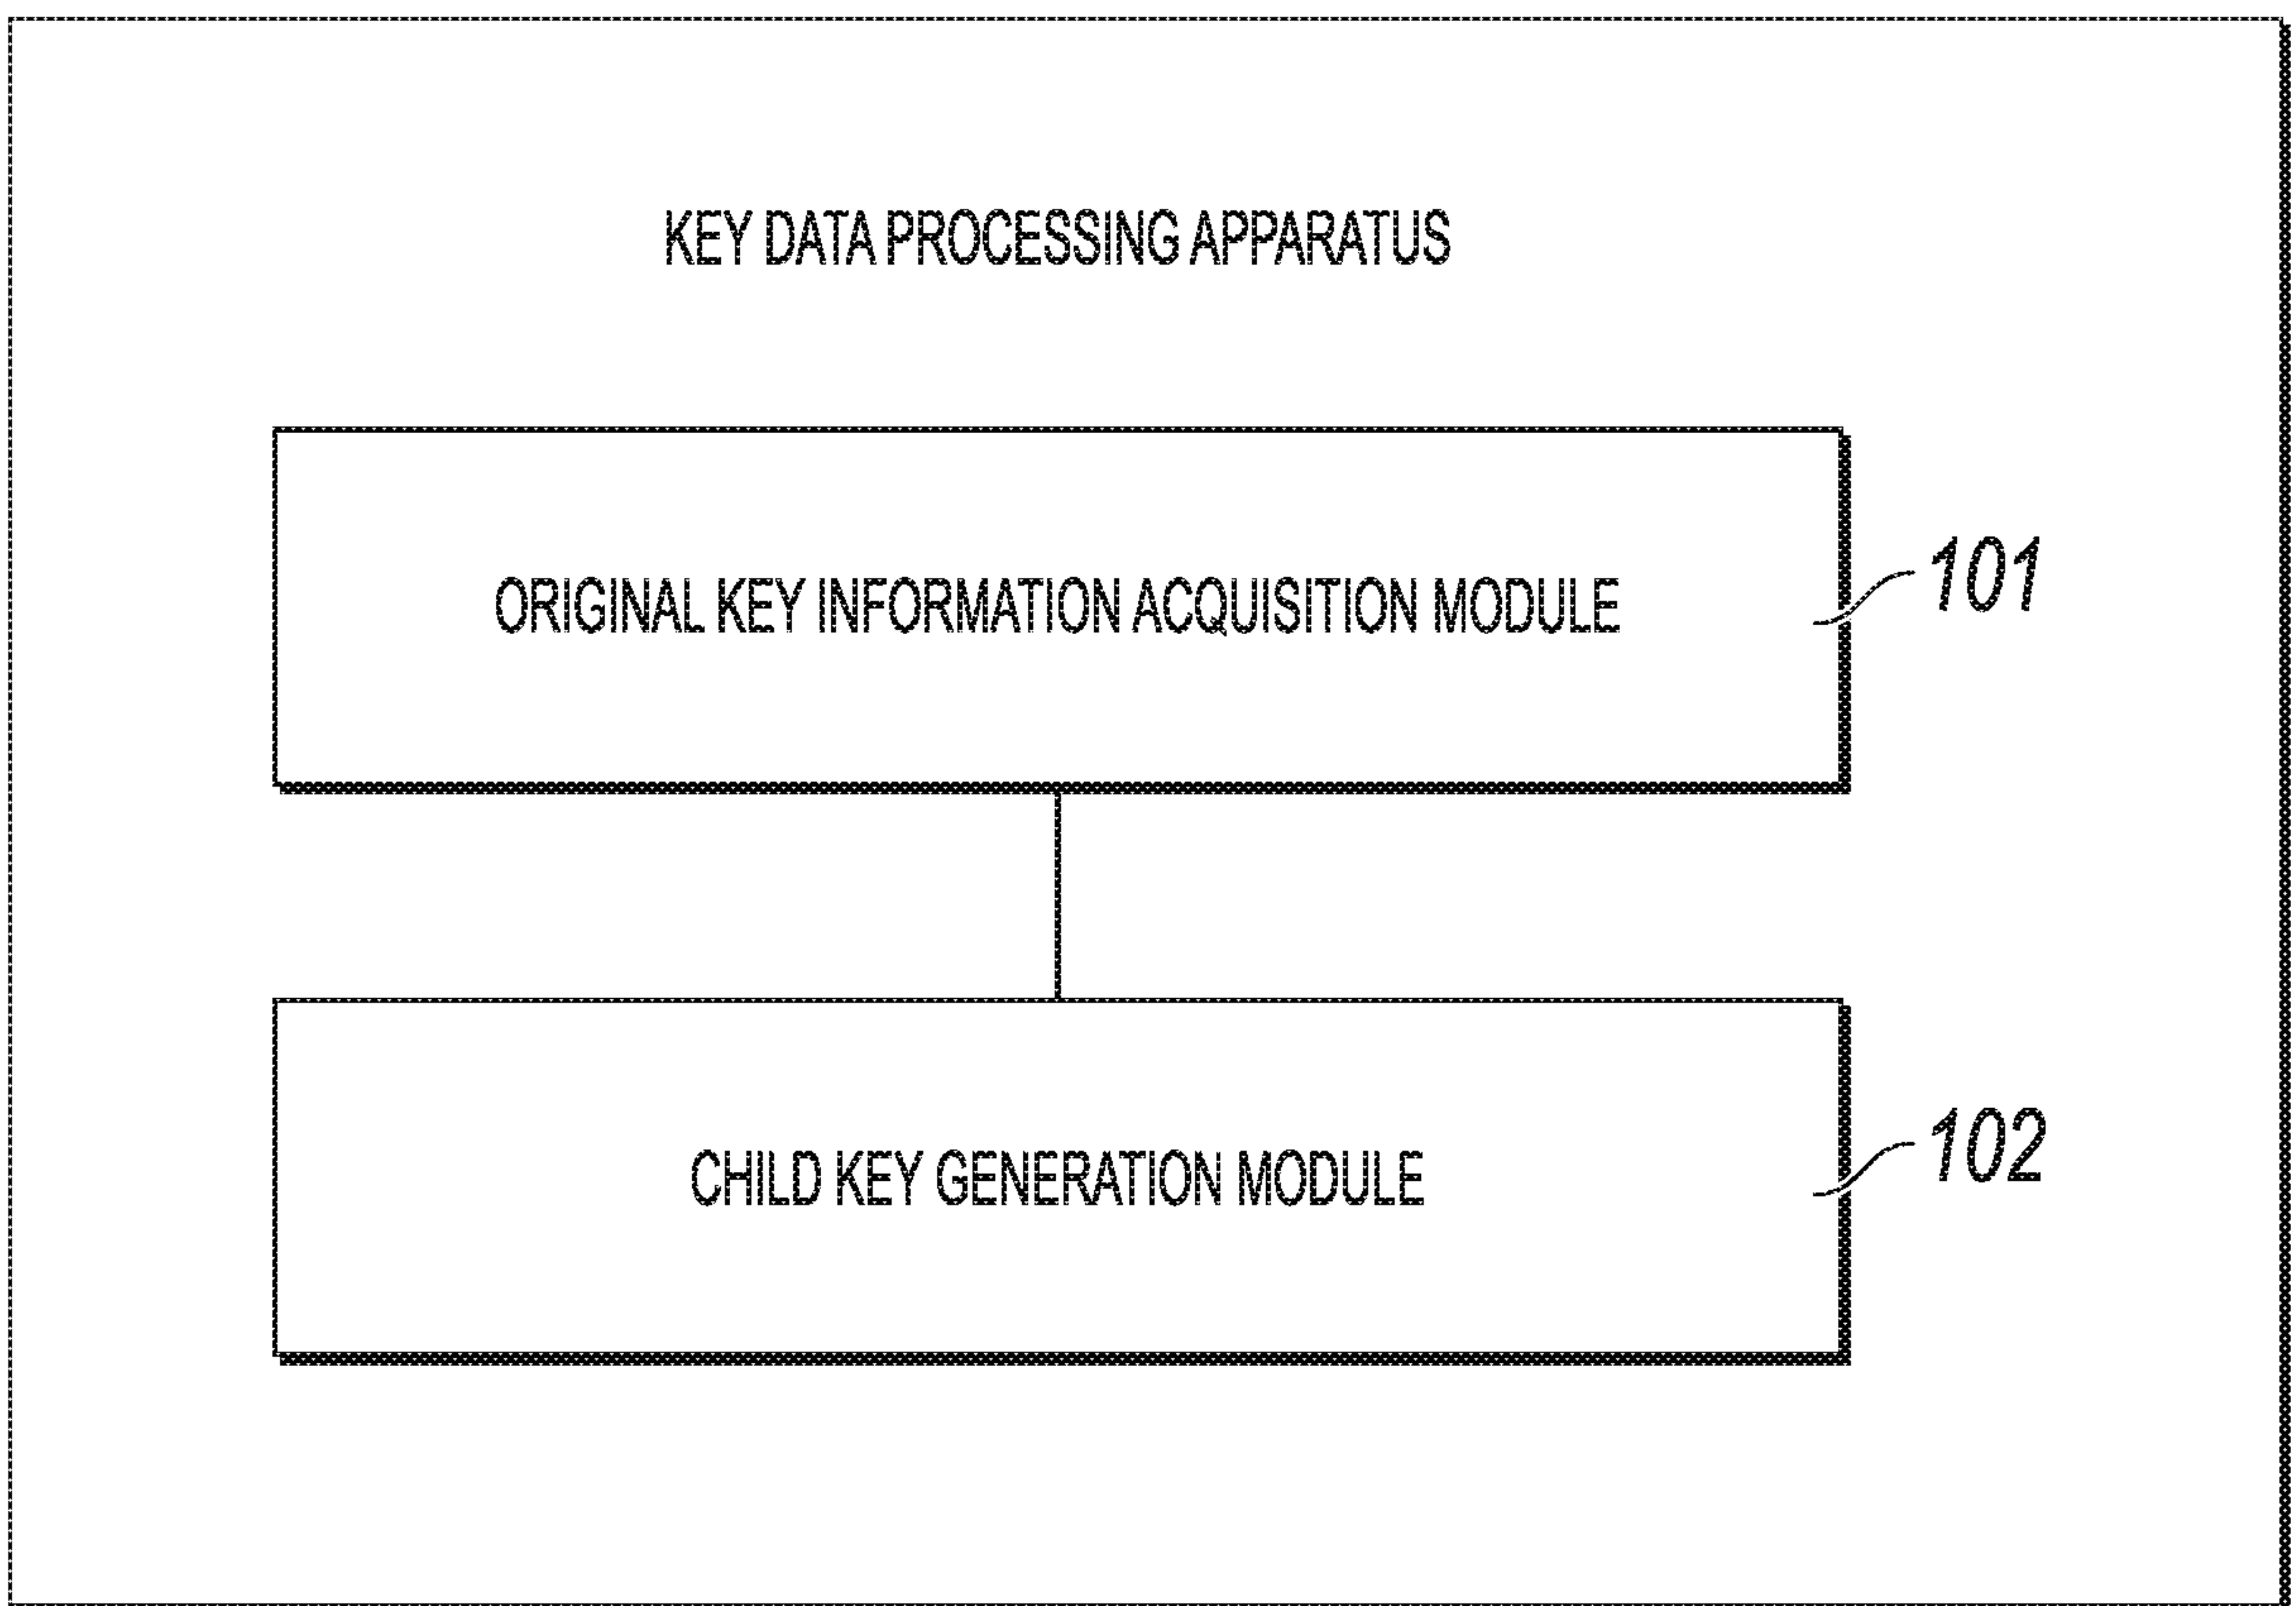 KEY DATA PROCESSING APPARATUS
ORIGINAL KEY INFORMATION ACQUISITION MODULE
101
CHILD KEY GENERATION MODULE
102